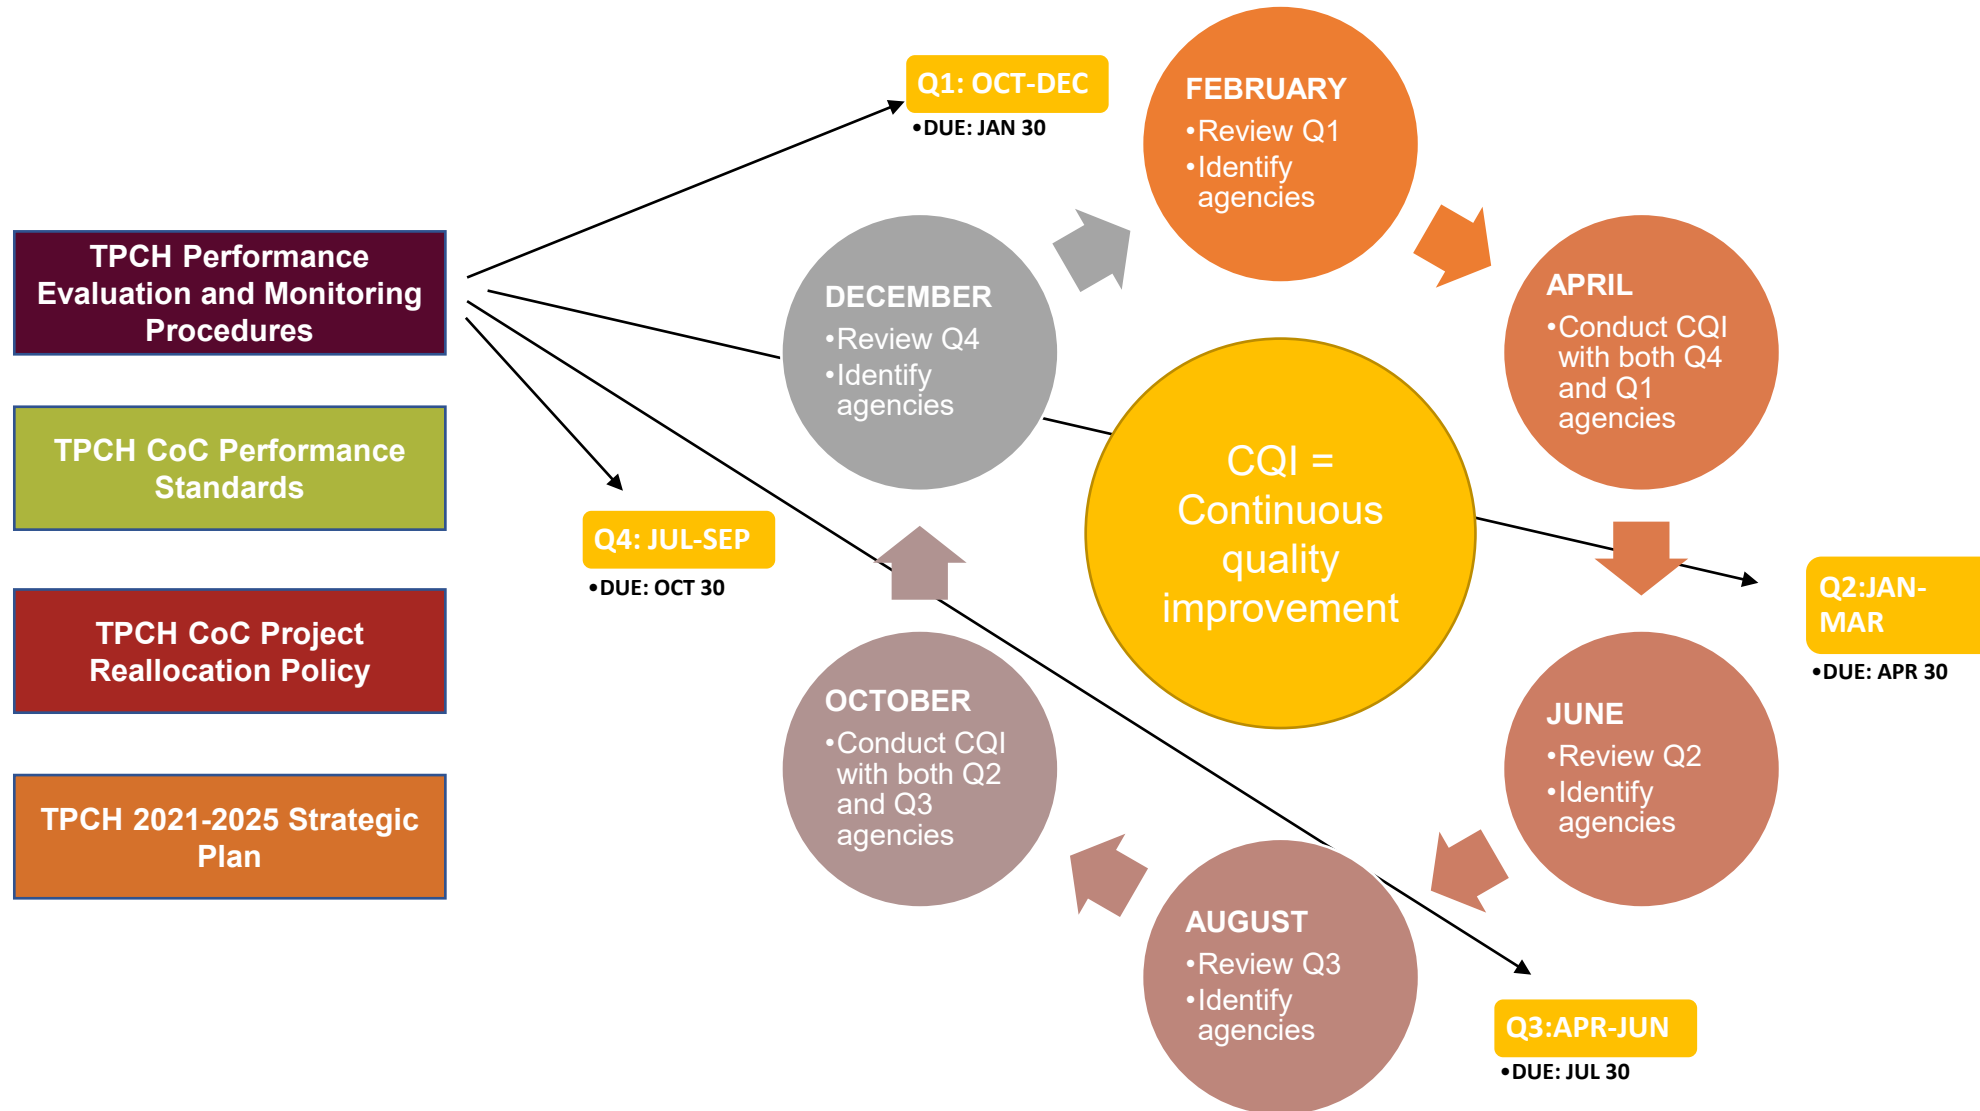 TPCH Performance
Evaluation and Monitoring
Procedures
TPCH CoC Performance
Standards
TPCH CoC Project
Reallocation Policy
TPCH 2021-2025 Strategic
Plan
Q1: OCT-DEC
•DUE: JAN 30
FEBRUARY
•Review Q1
•Identify
agencies
APRIL
•Conduct CQI
with both Q4
and Q1
agencies
Q2:JAN-
MAR
•DUE: APR 30
JUNE
•Review Q2
•Identify
agencies
Q3:APR-JUN
•DUE: JUL 30
AUGUST
•Review Q3
•Identify
agencies
OCTOBER
•Conduct CQI
with both Q2
and Q3
agencies
Q4: JUL-SEP
•DUE: OCT 30
DECEMBER
•Review Q4
•Identify
agencies
CQI =
Continuous
quality
improvement